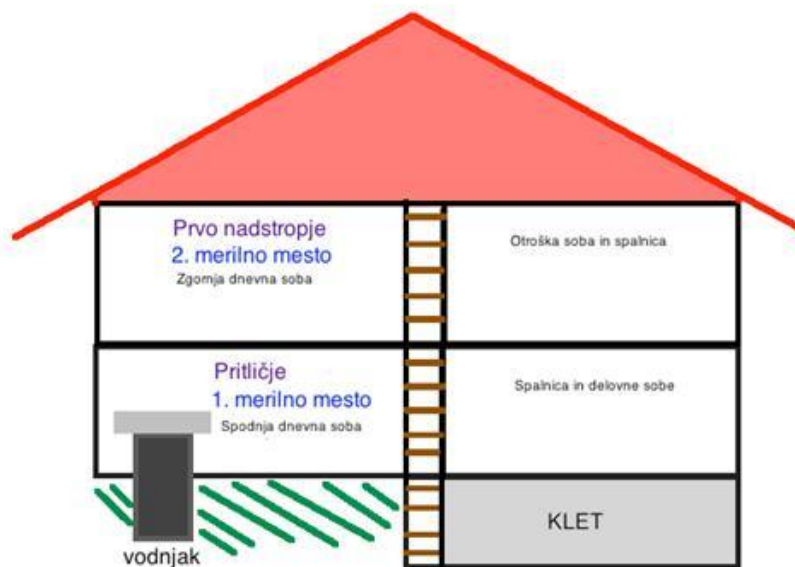 Prvo nadstropje
2. merilno mesto
Zgornja dnevna soba
Otroška soba in spalnica
Pritličje
1. merilno mesto
Spodnja dnevna soba
Spalnica in delovne sobe
KLET
vodnjak